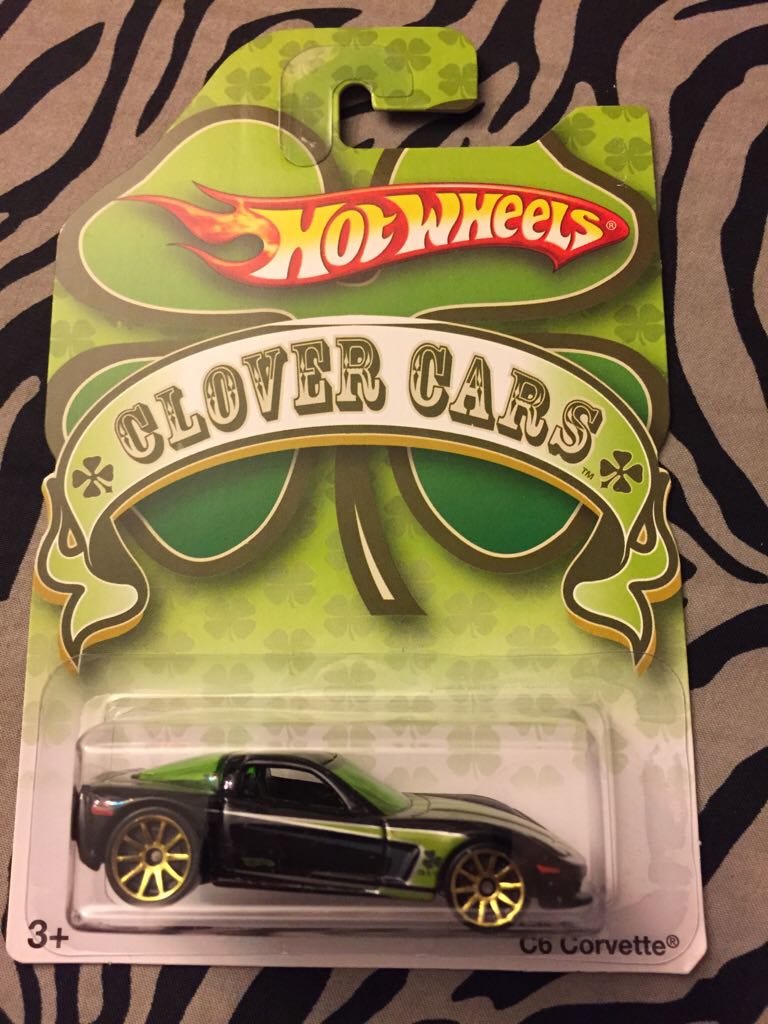 HOT WHEELS®
CLOVER CARS™
3+
C6 Corvette®